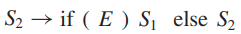 S₂ → if ( E ) S₁ else S₂